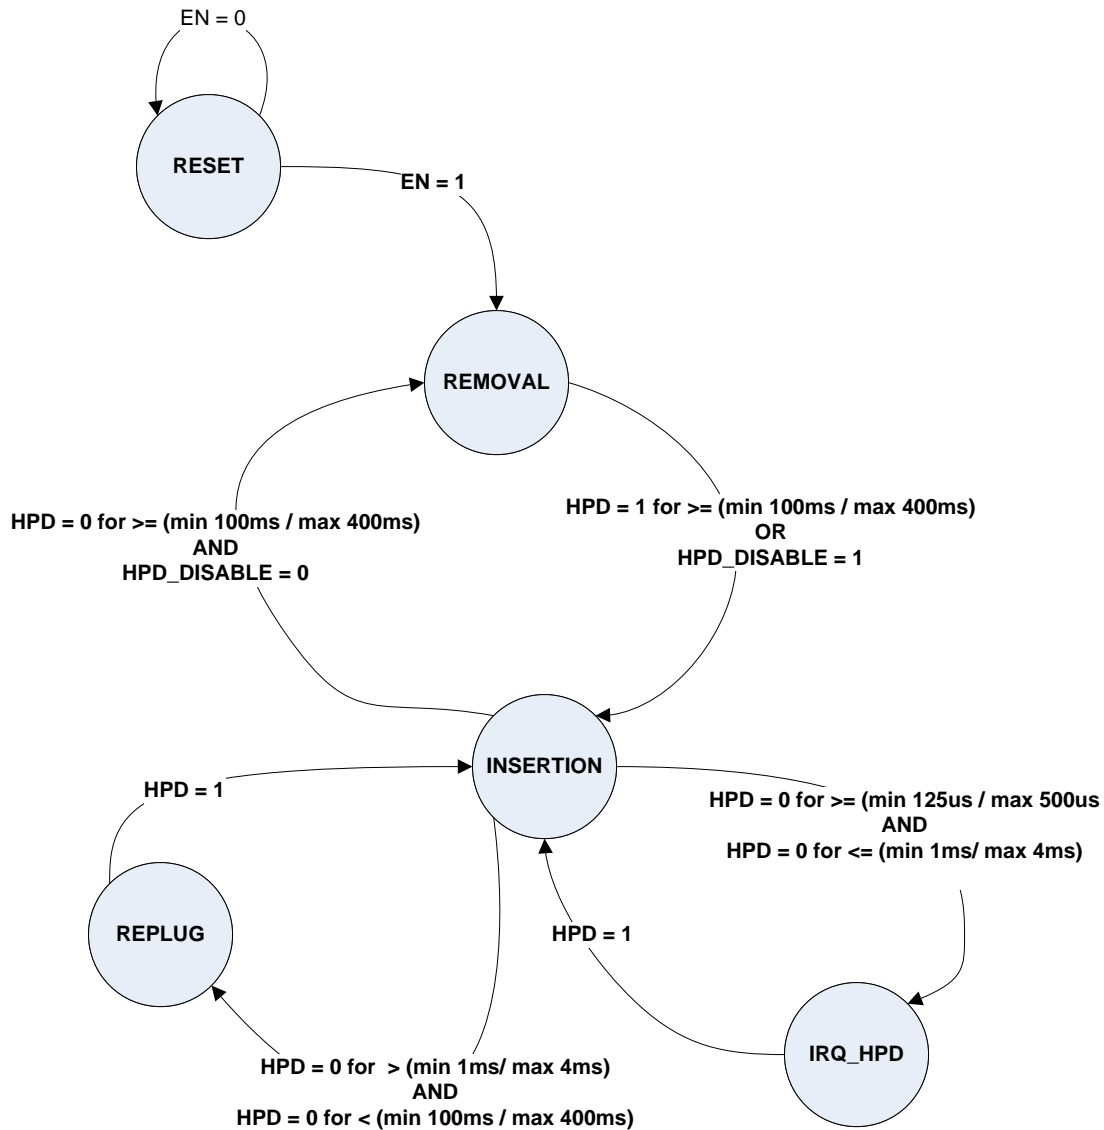 EN = 0
RESET
EN = 1
REMOVAL
HPD = 0 for >= (min 100ms / max 400ms)
AND
HPD_DISABLE = 0
HPD = 1 for >= (min 100ms / max 400ms)
OR
HPD_DISABLE = 1
INSERTION
HPD = 1
HPD = 0 for >= (min 125us / max 500us
AND
HPD = 0 for <= (min 1ms/ max 4ms)
REPLUG
HPD = 1
IRQ_HPD
HPD = 0 for  > (min 1ms/ max 4ms)
AND
HPD = 0 for < (min 100ms / max 400ms)